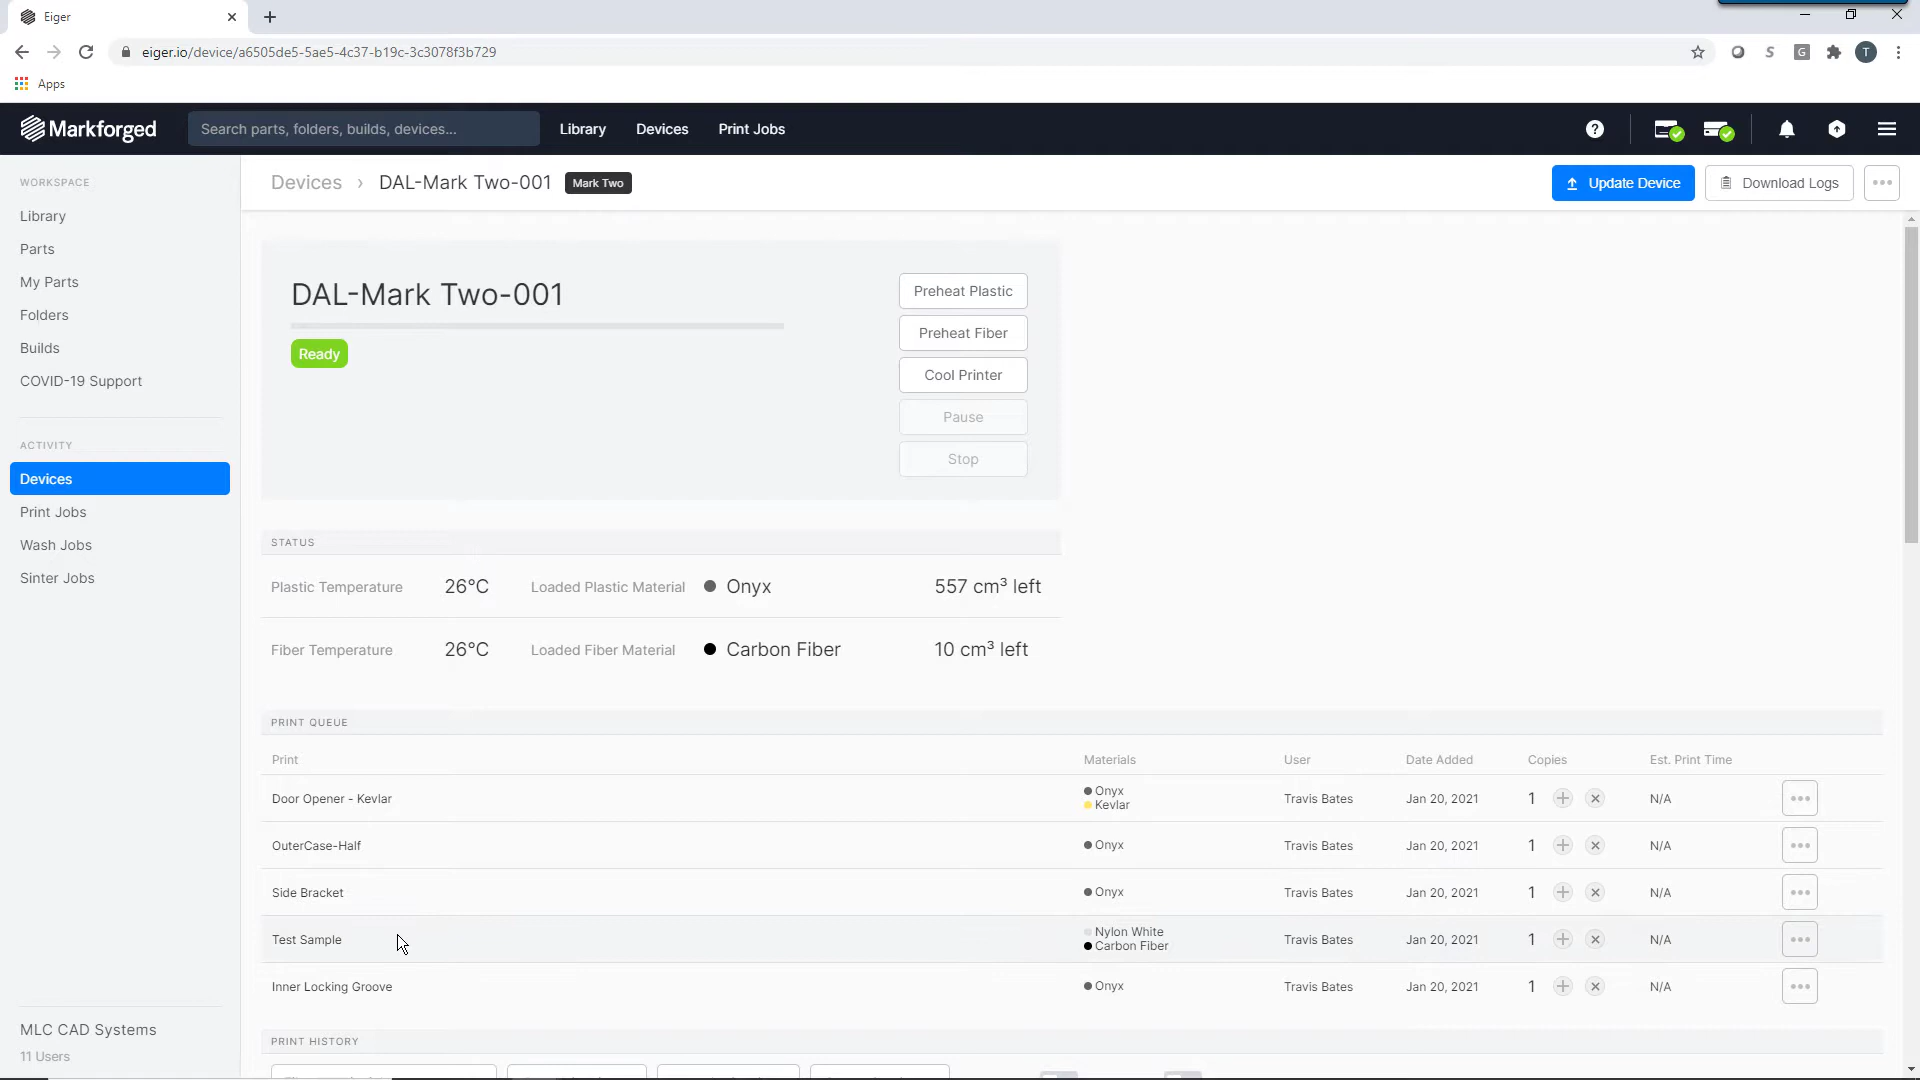 Eiger
eiger.io/device/a6505de5-5ae5-4c37-b19c-3c3078f3b729
S G T
Apps
Markforged Search parts, folders, builds, devices... Library Devices Print Jobs
WORKSPACE
Library
Parts
My Parts
Folders
Builds
COVID-19 Support
ACTIVITY
Devices
Print Jobs
Wash Jobs
Sinter Jobs
MLC CAD Systems
11 Users
Devices › DAL-Mark Two-001 Mark Two Update Device Download Logs
DAL-Mark Two-001
Ready
Preheat Plastic
Preheat Fiber
Cool Printer
Pause
Stop
STATUS
Plastic Temperature 26°C Loaded Plastic Material Onyx 557 cm³ left
Fiber Temperature 26°C Loaded Fiber Material Carbon Fiber 10 cm³ left
PRINT QUEUE
Print Materials User Date Added Copies Est. Print Time
Door Opener - Kevlar Onyx Kevlar Travis Bates Jan 20, 2021 1 N/A
OuterCase-Half Onyx Travis Bates Jan 20, 2021 1 N/A
Side Bracket Onyx Travis Bates Jan 20, 2021 1 N/A
Test Sample Nylon White Carbon Fiber Travis Bates Jan 20, 2021 1 N/A
Inner Locking Groove Onyx Travis Bates Jan 20, 2021 1 N/A
PRINT HISTORY